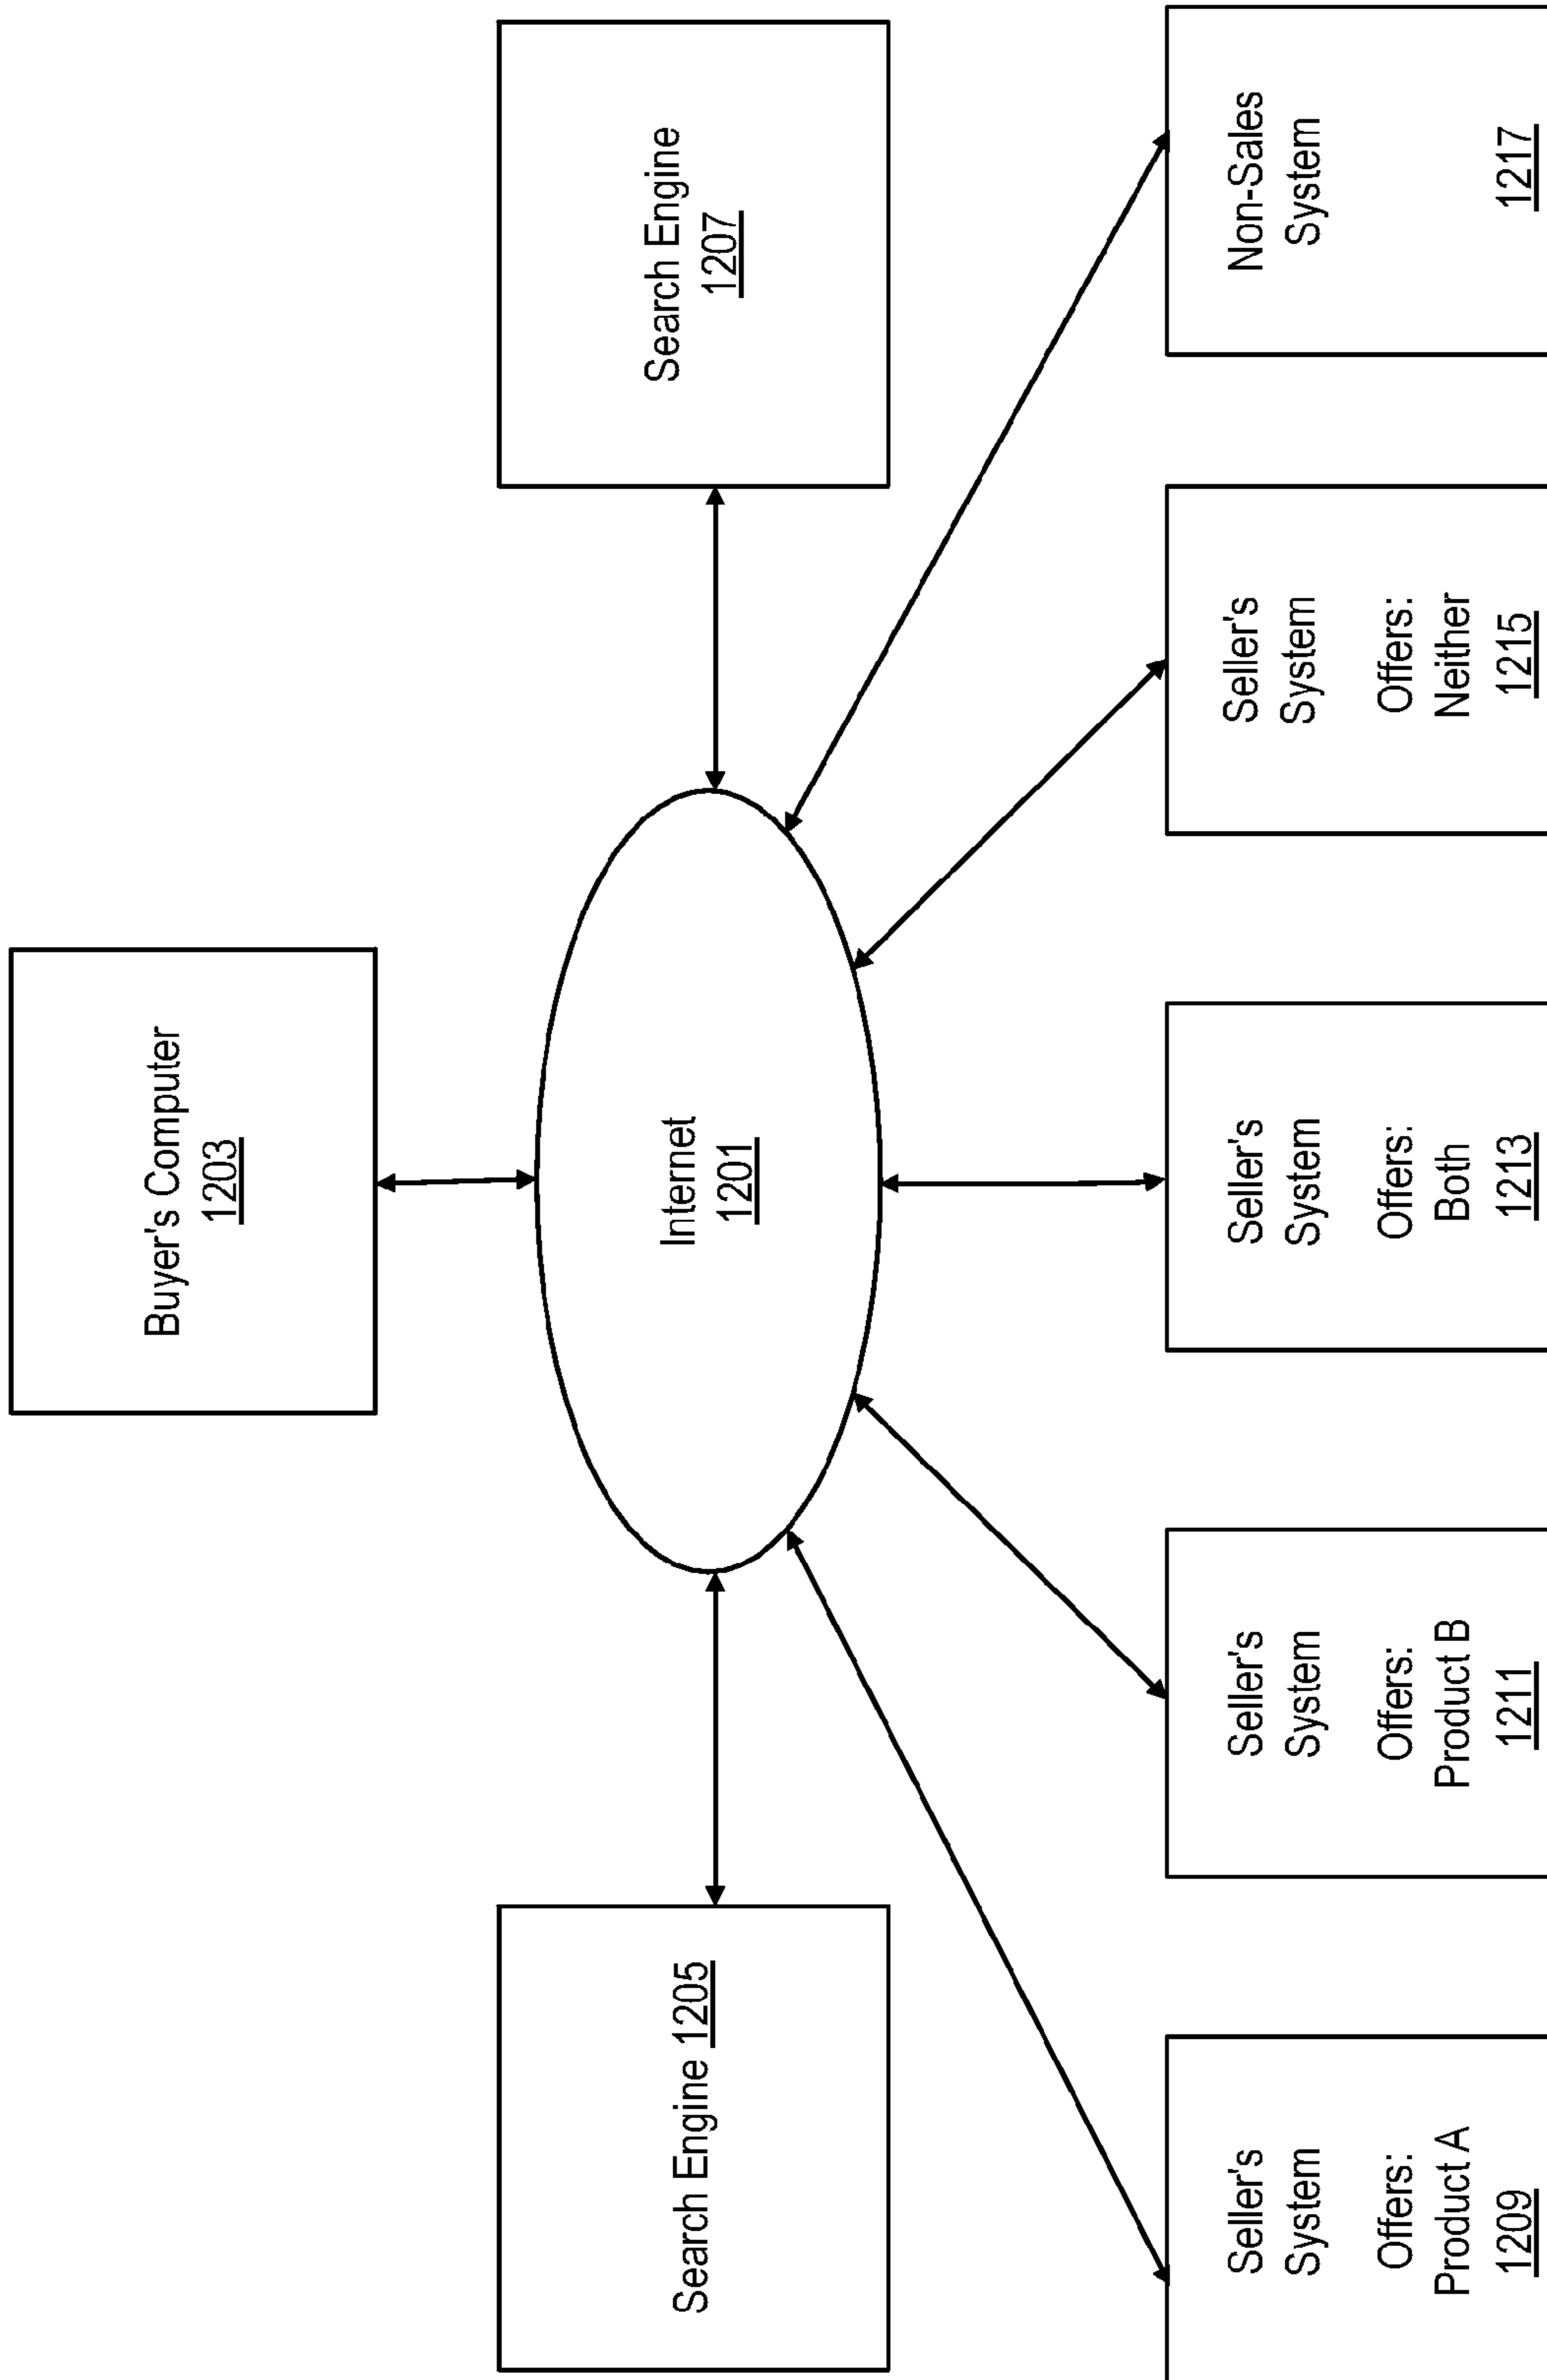 Buyer's Computer
1203
Search Engine 1205
Internet
1201
Search Engine
1207
Seller's
System
Offers:
Product A
1209
Seller's
System
Offers:
Product B
1211
Seller's
System
Offers:
Both
1213
Seller's
System
Offers:
Neither
1215
Non-Sales
System
1217